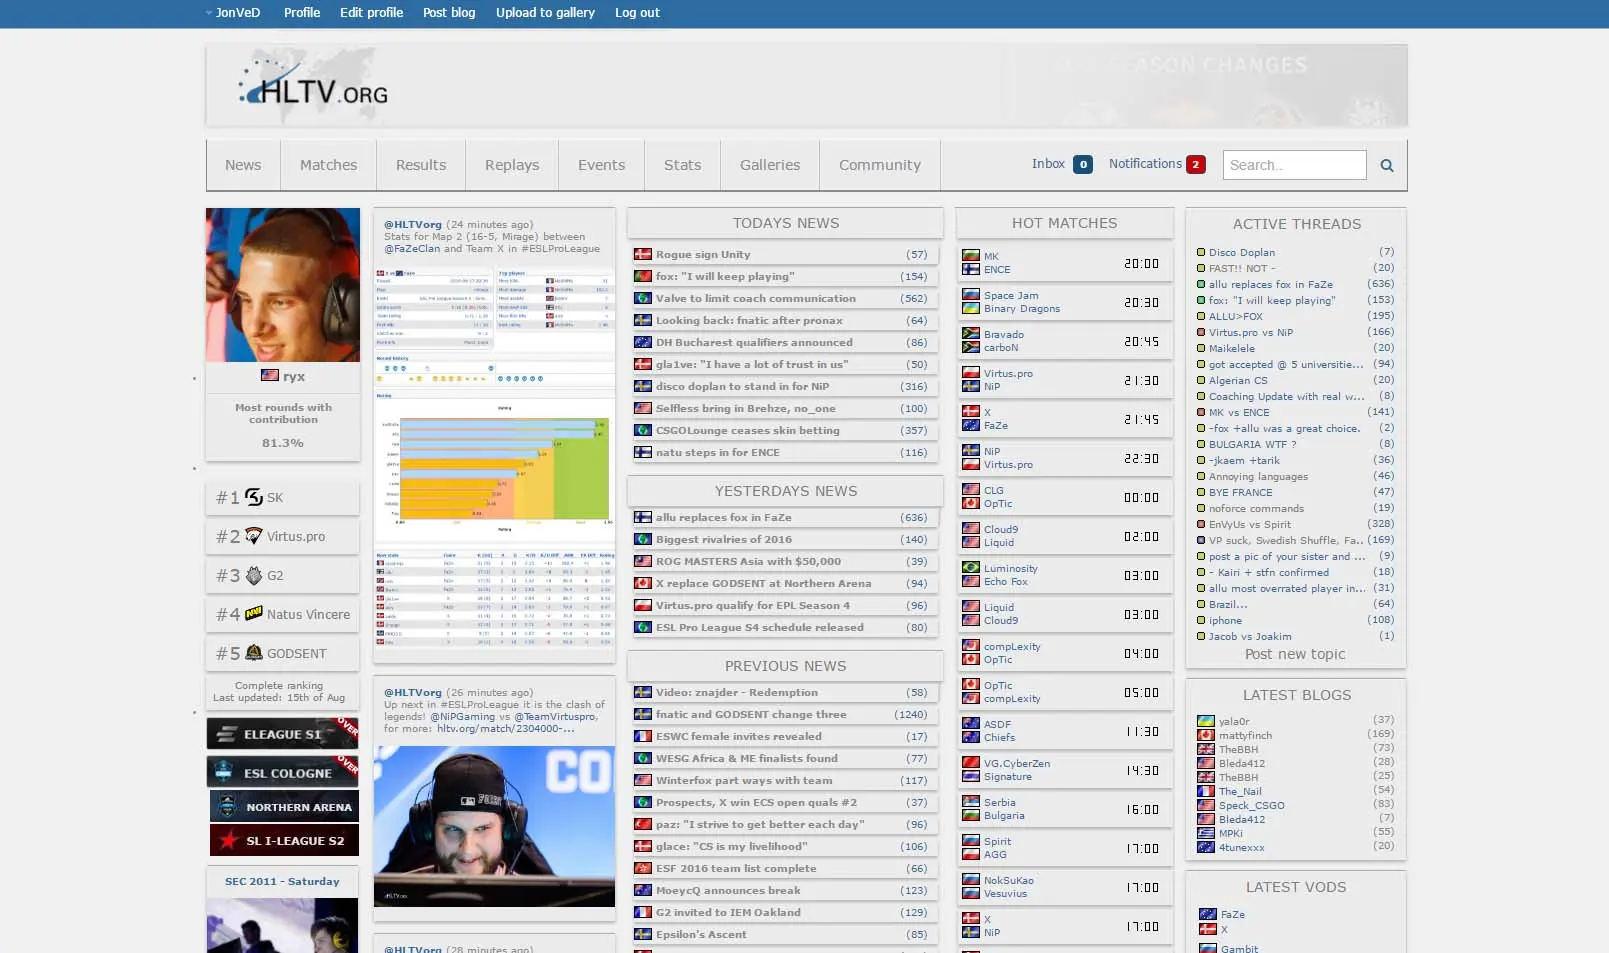 JonVeD Profile Edit profile Post blog Upload to gallery Log out
HLTV.ORG
SEASON CHANGES
News Matches Results Replays Events Stats Galleries Community
Inbox 0 Notifications 2 Search..
ryx
Most rounds with
contribution
81.3%
#1 SK
#2 Virtus.pro
#3 G2
#4 Natus Vincere
#5 GODSENT
Complete ranking
Last updated: 15th of Aug
ELEAGUE S1 OVER
ESL COLOGNE OVER
NORTHERN ARENA
SL I-LEAGUE S2
SEC 2011 - Saturday
@HLTVorg (24 minutes ago)
Stats for Map 2 (16-5, Mirage) between
@FaZeClan and Team X in #ESLProLeague
@HLTVorg (26 minutes ago)
Up next in #ESLProLeague it is the clash of
legends! @NiPGaming vs @TeamVirtuspro,
for more: hltv.org/match/2304000-...
@HLTVorg (28 minutes ago)
TODAYS NEWS
Rogue sign Unity (57)
fox: "I will keep playing" (154)
Valve to limit coach communication (562)
Looking back: fnatic after pronax (64)
DH Bucharest qualifiers announced (86)
gla1ve: "I have a lot of trust in us" (50)
disco doplan to stand in for NiP (316)
Selfless bring in Brehze, no_one (100)
CSGOLounge ceases skin betting (357)
natu steps in for ENCE (116)
YESTERDAYS NEWS
allu replaces fox in FaZe (636)
Biggest rivalries of 2016 (140)
ROG MASTERS Asia with $50,000 (39)
X replace GODSENT at Northern Arena (94)
Virtus.pro qualify for EPL Season 4 (96)
ESL Pro League S4 schedule released (80)
PREVIOUS NEWS
Video: znajder - Redemption (58)
fnatic and GODSENT change three (1240)
ESWC female invites revealed (17)
WESG Africa & ME finalists found (77)
Winterfox part ways with team (117)
Prospects, X win ECS open quals #2 (37)
paz: "I strive to get better each day" (96)
glace: "CS is my livelihood" (106)
ESF 2016 team list complete (66)
MoeycQ announces break (123)
G2 invited to IEM Oakland (129)
Epsilon's Ascent (85)
HOT MATCHES
MK
ENCE 20:00
Space Jam
Binary Dragons 20:30
Bravado
carboN 20:45
Virtus.pro
NiP 21:30
X
FaZe 21:45
NiP
Virtus.pro 22:30
CLG
OpTic 00:00
Cloud9
Liquid 02:00
Luminosity
Echo Fox 03:00
Liquid
Cloud9 03:00
compLexity
OpTic 04:00
OpTic
compLexity 05:00
ASDF
Chiefs 11:30
VG.CyberZen
Signature 14:30
Serbia
Bulgaria 16:00
Spirit
AGG 17:00
NokSuKao
Vesuvius 17:00
X
NiP 17:00
ACTIVE THREADS
Disco Doplan (7)
FAST!! NOT - (20)
allu replaces fox in FaZe (636)
fox: "I will keep playing" (153)
ALLU>FOX (195)
Virtus.pro vs NiP (166)
Maikelele (20)
got accepted @ 5 universitie... (94)
Algerian CS (20)
Coaching Update with real w... (8)
MK vs ENCE (141)
-fox +allu was a great choice. (2)
BULGARIA WTF ? (8)
-jkaem +tarik (36)
Annoying languages (46)
BYE FRANCE (47)
noforce commands (19)
EnVyUs vs Spirit (328)
VP suck, Swedish Shuffle, Fa.. (169)
post a pic of your sister and ... (9)
- Kairi + stfn confirmed (18)
allu most overrated player in... (31)
Brazil... (64)
iphone (108)
Jacob vs Joakim (1)
Post new topic
LATEST BLOGS
yala0r (37)
mattyfinch (169)
TheBBH (73)
Bleda412 (28)
TheBBH (25)
The_Nail (54)
Speck_CSGO (83)
Bleda412 (7)
MPKi (55)
4tunexxx (20)
LATEST VODS
FaZe
X
Gambit